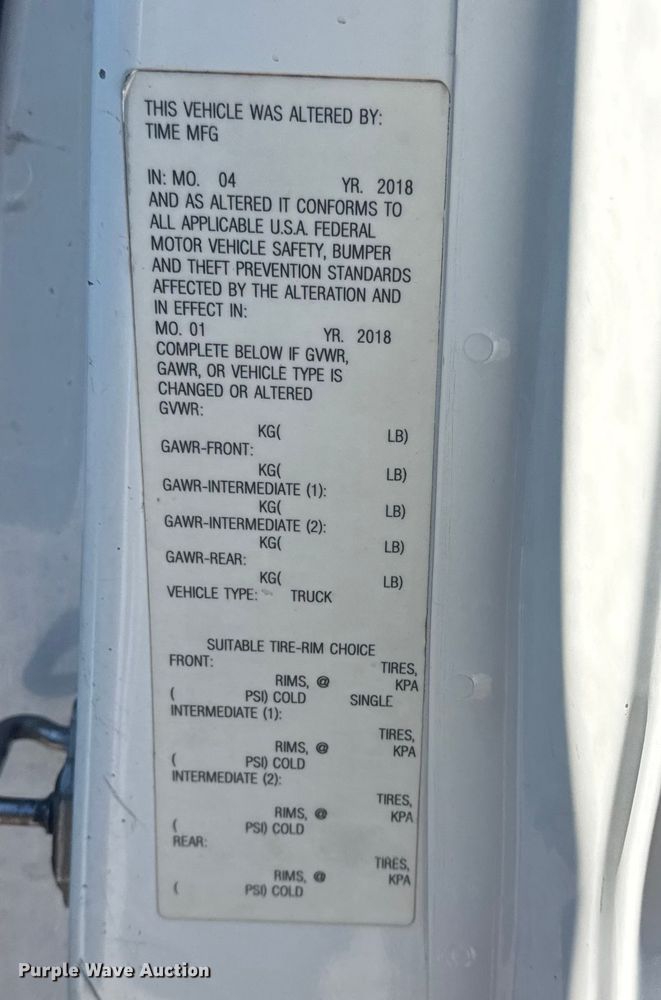 THIS VEHICLE WAS ALTERED BY:
TIME MFG
IN: MO. 04 YR. 2018
AND AS ALTERED IT CONFORMS TO
ALL APPLICABLE U.S.A. FEDERAL
MOTOR VEHICLE SAFETY, BUMPER
AND THEFT PREVENTION STANDARDS
AFFECTED BY THE ALTERATION AND
IN EFFECT IN:
MO. 01 YR. 2018
COMPLETE BELOW IF GVWR,
GAWR, OR VEHICLE TYPE IS
CHANGED OR ALTERED
GVWR:
KG( LB)
GAWR-FRONT:
KG( LB)
GAWR-INTERMEDIATE (1):
KG( LB)
GAWR-INTERMEDIATE (2):
KG( LB)
GAWR-REAR:
KG( LB)
VEHICLE TYPE: TRUCK
SUITABLE TIRE-RIM CHOICE
FRONT:
TIRES,
RIMS, @ KPA
( PSI) COLD SINGLE
INTERMEDIATE (1):
TIRES,
RIMS, @ KPA
( PSI) COLD
INTERMEDIATE (2):
TIRES,
RIMS, @ KPA
( PSI) COLD
REAR:
TIRES,
RIMS, @ KPA
( PSI) COLD
Purple Wave Auction